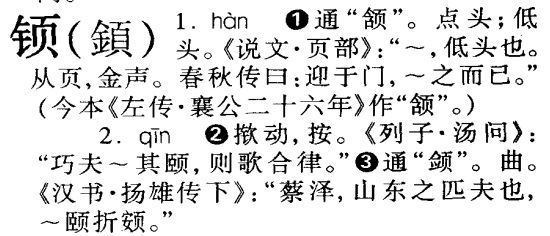 顉(顉) 1. hàn ❶通“颔”。点头;低
头。《说文·页部》:“~,低头也。
从页,金声。春秋传曰:迎于门,~之而已。”
(今本《左传·襄公二十六年》作“颔”。)
2. qīn ❷揿动,按。《列子·汤问》:
“巧夫~其颐,则歌合律。”❸通“顩”。曲。
《汉书·扬雄传下》:“蔡泽,山东之匹夫也,
~颐折頞。”